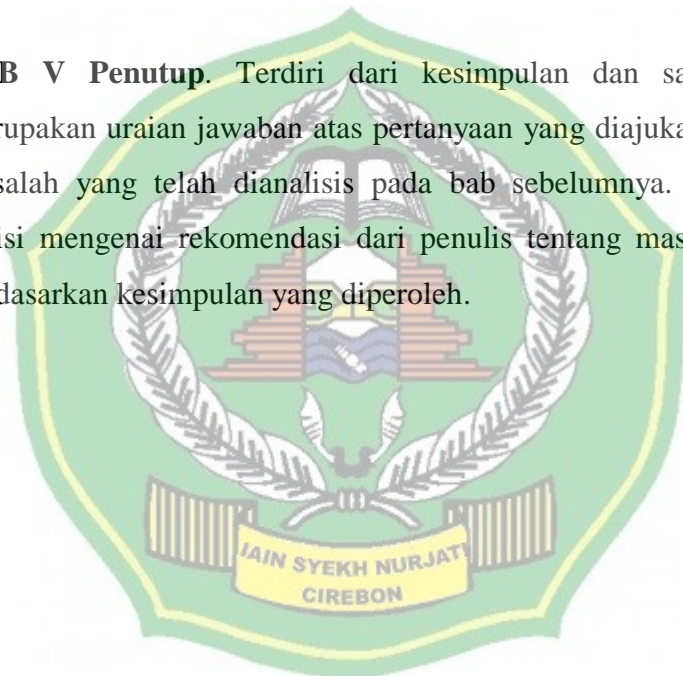 B V Penutup. Terdiri dari kesimpulan dan sa
rupakan uraian jawaban atas pertanyaan yang diajuka
salah yang telah dianalisis pada bab sebelumnya.
isi mengenai rekomendasi dari penulis tentang mas
dasarkan kesimpulan yang diperoleh.
IAIN SYEKH NURJATI
CIREBON